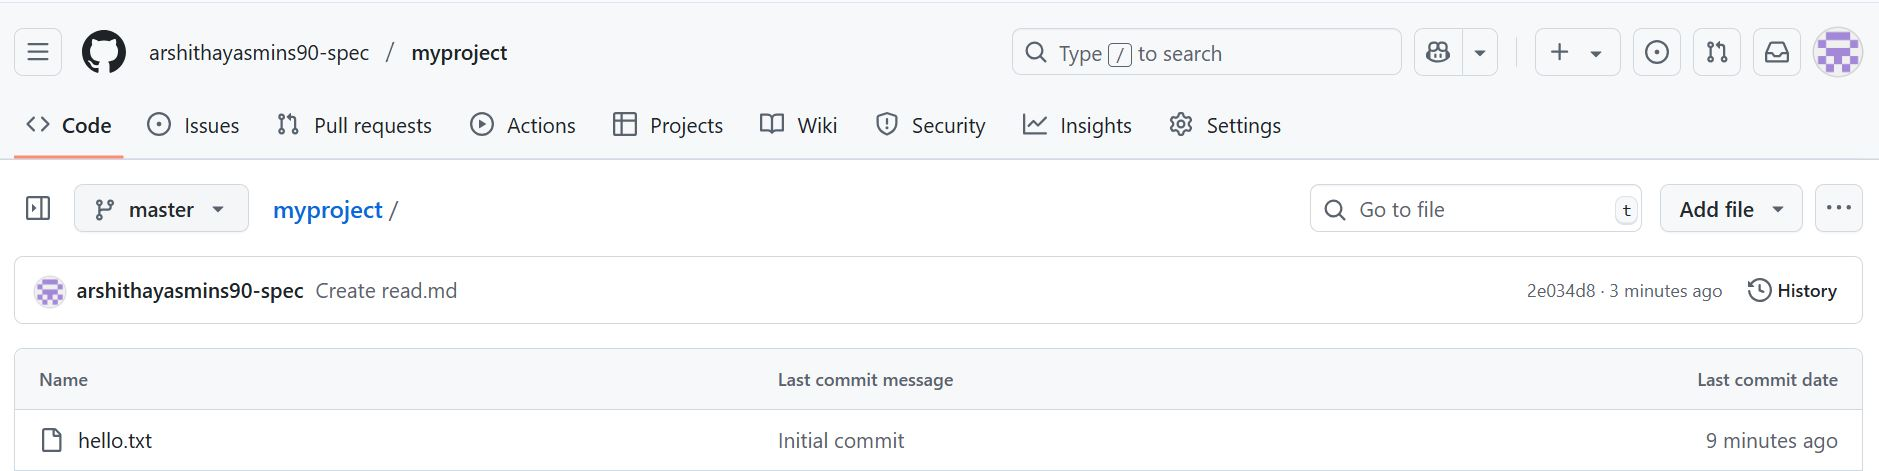 arshithayasmins90-spec / myproject Type / to search
Code Issues Pull requests Actions Projects Wiki Security Insights Settings
master myproject / Go to file t Add file
arshithayasmins90-spec Create read.md 2e034d8 · 3 minutes ago History
Name Last commit message Last commit date
hello.txt Initial commit 9 minutes ago